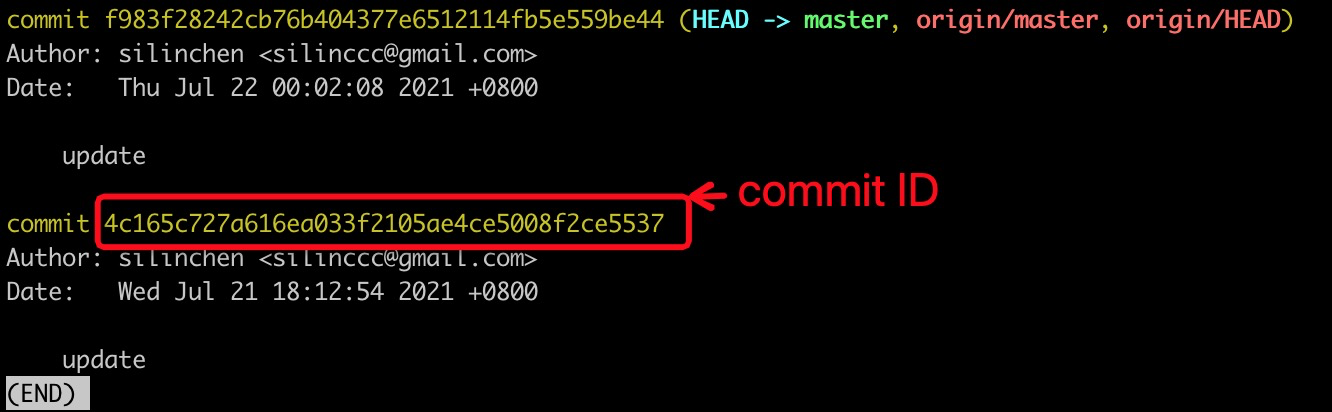 commit f983f28242cb76b404377e6512114fb5e559be44 (HEAD -> master, origin/master, origin/HEAD)
Author: silinchen <silinccc@gmail.com>
Date:   Thu Jul 22 00:02:08 2021 +0800
update
commit ID
commit 4c165c727a616ea033f2105ae4ce5008f2ce5537
Author: silinchen <silinccc@gmail.com>
Date:   Wed Jul 21 18:12:54 2021 +0800
update
(END)